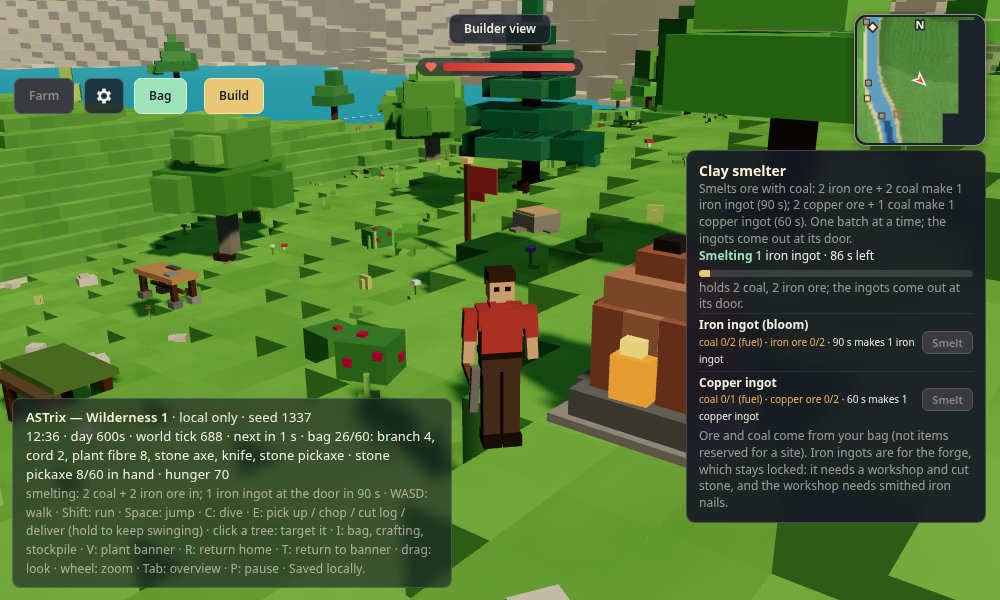 Builder view
N
Farm
Bag
Build
Clay smelter
Smelts ore with coal: 2 iron ore + 2 coal make 1
iron ingot (90 s); 2 copper ore + 1 coal make 1
copper ingot (60 s). One batch at a time; the
ingots come out at its door.
Smelting 1 iron ingot · 86 s left
holds 2 coal, 2 iron ore; the ingots come out at
its door.
Iron ingot (bloom)
coal 0/2 (fuel) · iron ore 0/2 · 90 s makes 1 iron
ingot
Smelt
Copper ingot
coal 0/1 (fuel) · copper ore 0/2 · 60 s makes 1
copper ingot
Smelt
Ore and coal come from your bag (not items
reserved for a site). Iron ingots are for the forge,
which stays locked: it needs a workshop and cut
stone, and the workshop needs smithed iron
nails.
ASTrix — Wilderness 1 · local only · seed 1337
12:36 · day 600s · world tick 688 · next in 1 s · bag 26/60: branch 4,
cord 2, plant fibre 8, stone axe, knife, stone pickaxe · stone
pickaxe 8/60 in hand · hunger 70
smelting: 2 coal + 2 iron ore in; 1 iron ingot at the door in 90 s · WASD:
walk · Shift: run · Space: jump · C: dive · E: pick up / chop / cut log /
deliver (hold to keep swinging) · click a tree: target it · I: bag, crafting,
stockpile · V: plant banner · R: return home · T: return to banner · drag:
look · wheel: zoom · Tab: overview · P: pause · Saved locally.